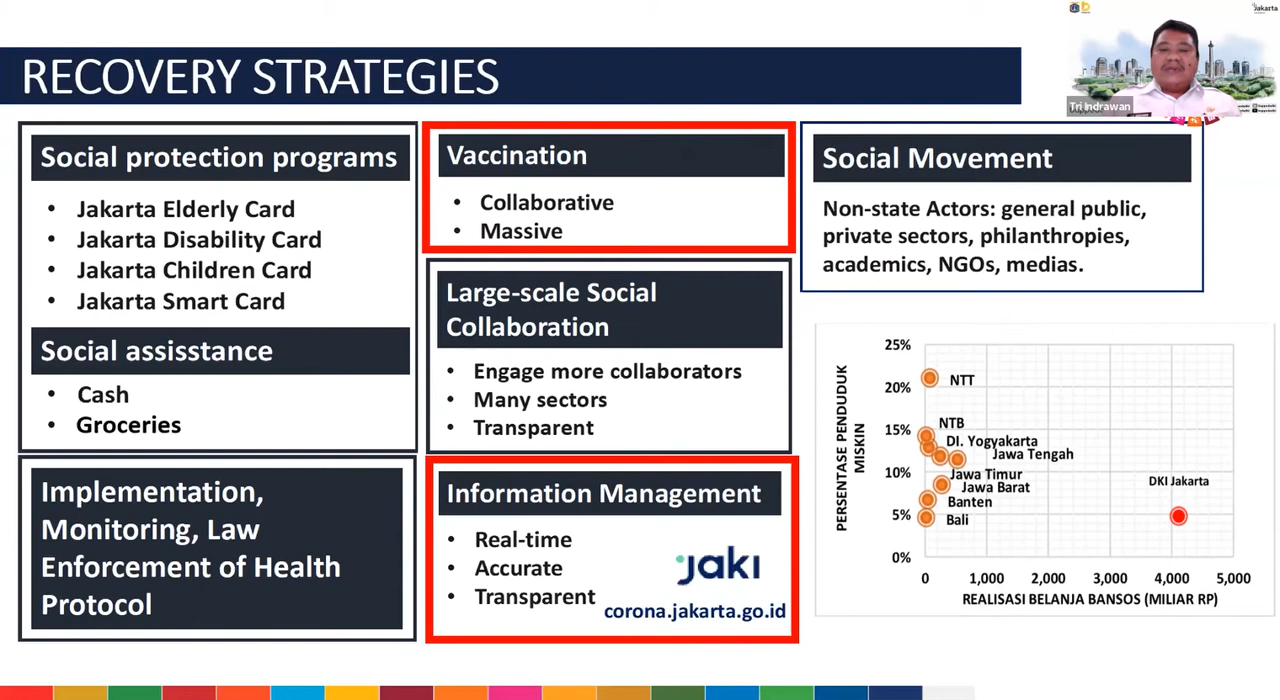 Jakarta
RECOVERY STRATEGIES
Tri Indrawan
Social protection programs
• Jakarta Elderly Card
• Jakarta Disability Card
• Jakarta Children Card
• Jakarta Smart Card
Social assisstance
• Cash
• Groceries
Implementation,
Monitoring, Law
Enforcement of Health
Protocol
Vaccination
• Collaborative
• Massive
Large-scale Social
Collaboration
• Engage more collaborators
• Many sectors
• Transparent
Information Management
• Real-time
• Accurate
• Transparent
jaki
corona.jakarta.go.id
Social Movement
Non-state Actors: general public,
private sectors, philanthropies,
academics, NGOs, medias.
PERSENTASE PENDUDUK
MISKIN
25%
20%
15%
10%
5%
0%
NTT
NTB
DI. Yogyakarta
Jawa Tengah
Jawa Timur
Jawa Barat
Banten
Bali
DKI Jakarta
0 1,000 2,000 3,000 4,000 5,000
REALISASI BELANJA BANSOS (MILIAR RP)